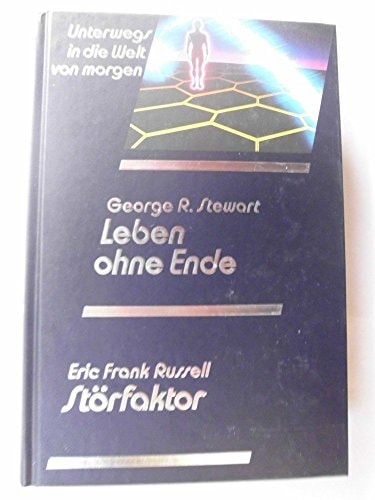 Unterwegs
in die Welt
von morgen
George R. Stewart
Leben
ohne Ende
Eric Frank Russell
Störfaktor